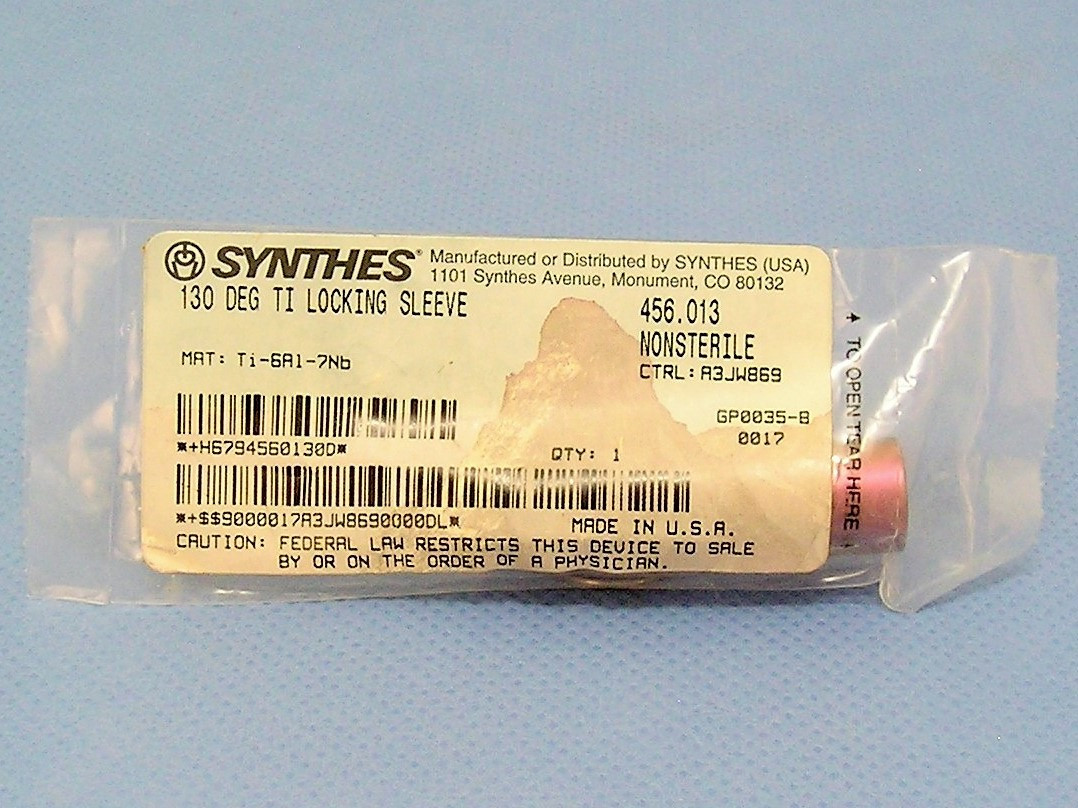 SYNTHES® Manufactured or Distributed by SYNTHES (USA)
1101 Synthes Avenue, Monument, CO 80132
130 DEG TI LOCKING SLEEVE 456.013
NONSTERILE
MAT: Ti-6Al-7Nb CTRL:A3JW869
GP0035-B
0017
*+H6794560130D*
QTY: 1
*+$$9000017A3JW8690000DL*
MADE IN U.S.A.
CAUTION: FEDERAL LAW RESTRICTS THIS DEVICE TO SALE
BY OR ON THE ORDER OF A PHYSICIAN.
TO OPEN TEAR HERE